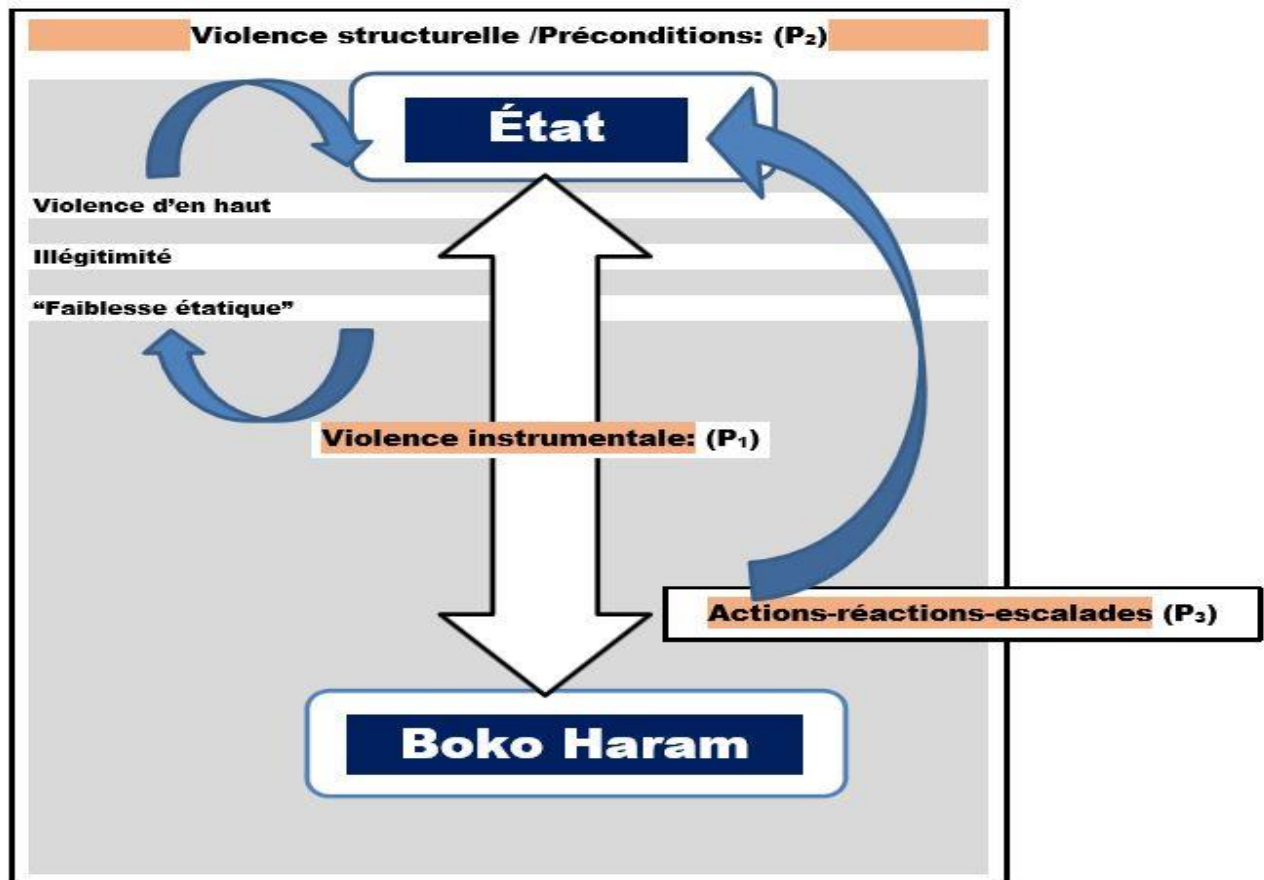 Violence structurelle /Préconditions: (P₂)
État
Violence d’en haut
Illégitimité
“Faiblesse étatique”
Violence instrumentale: (P₁)
Actions-réactions-escalades (P₃)
Boko Haram